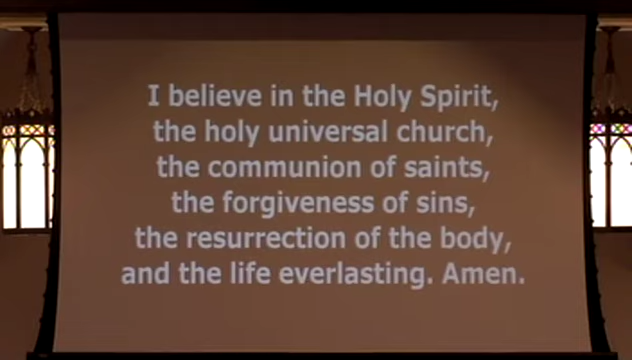 I believe in the Holy Spirit,
the holy universal church,
the communion of saints,
the forgiveness of sins,
the resurrection of the body,
and the life everlasting. Amen.